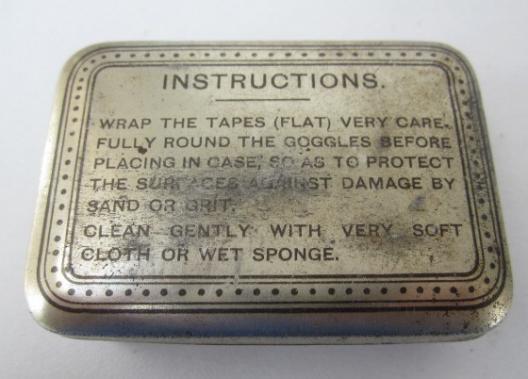 INSTRUCTIONS.
WRAP THE TAPES (FLAT) VERY CARE-
FULLY ROUND THE GOGGLES BEFORE
PLACING IN CASE, SO AS TO PROTECT
THE SURFACES AGAINST DAMAGE BY
SAND OR GRIT.
CLEAN GENTLY WITH VERY SOFT
CLOTH OR WET SPONGE.